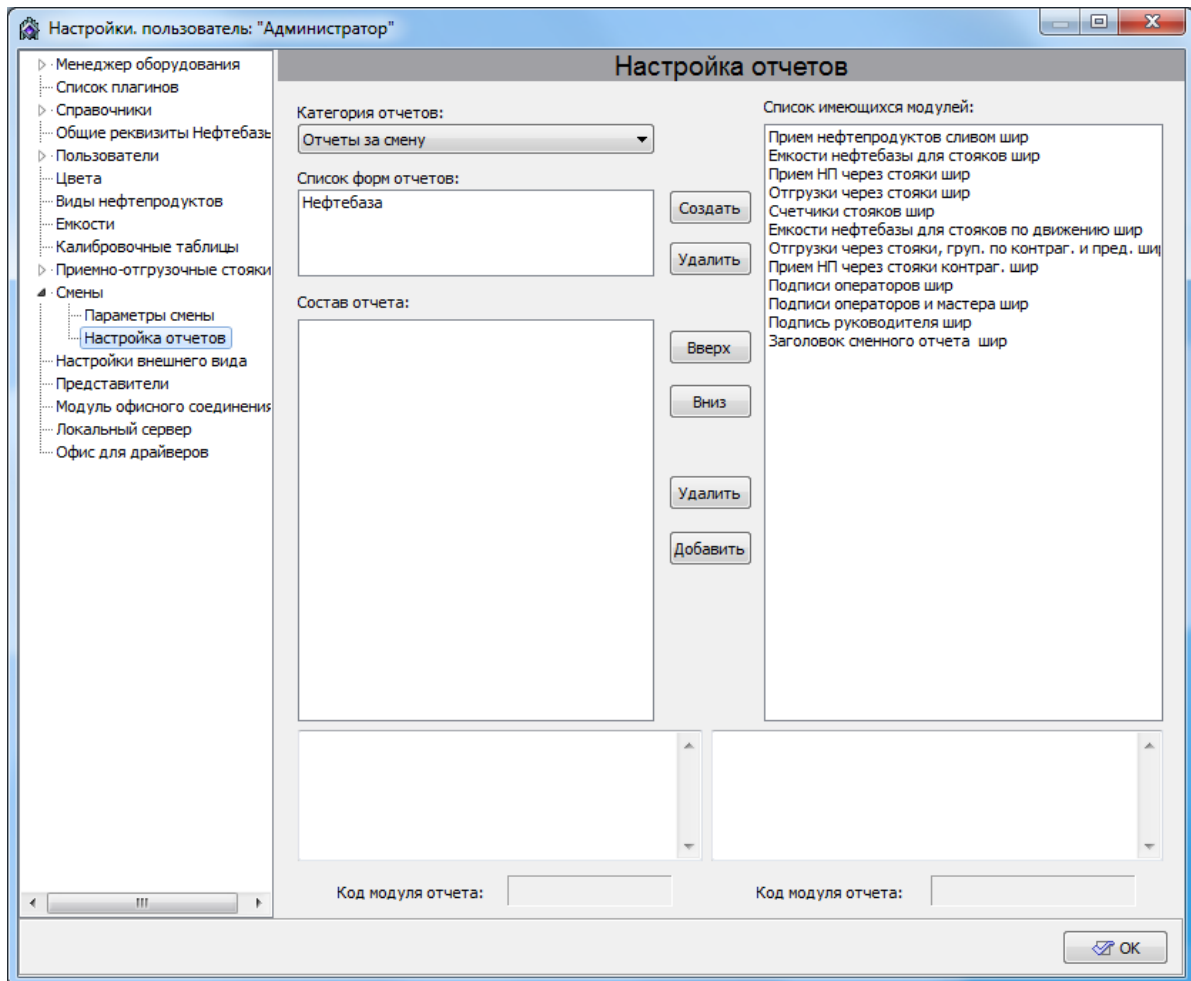 Настройки. пользователь: "Администратор"
Менеджер оборудования
Список плагинов
Справочники
Общие реквизиты Нефтебазь
Пользователи
Цвета
Виды нефтепродуктов
Емкости
Калибровочные таблицы
Приемно-отгрузочные стояки
Смены
Параметры смены
Настройка отчетов
Настройки внешнего вида
Представители
Модуль офисного соединения
Локальный сервер
Офис для драйверов
Настройка отчетов
Категория отчетов:
Отчеты за смену
Список форм отчетов:
Нефтебаза
Создать
Удалить
Состав отчета:
Вверх
Вниз
Удалить
Добавить
Список имеющихся модулей:
Прием нефтепродуктов сливом шир
Емкости нефтебазы для стояков шир
Прием НП через стояки шир
Отгрузки через стояки шир
Счетчики стояков шир
Емкости нефтебазы для стояков по движению шир
Отгрузки через стояки, груп. по контраг. и пред. шир
Прием НП через стояки контраг. шир
Подписи операторов шир
Подписи операторов и мастера шир
Подпись руководителя шир
Заголовок сменного отчета  шир
Код модуля отчета:
Код модуля отчета:
OK